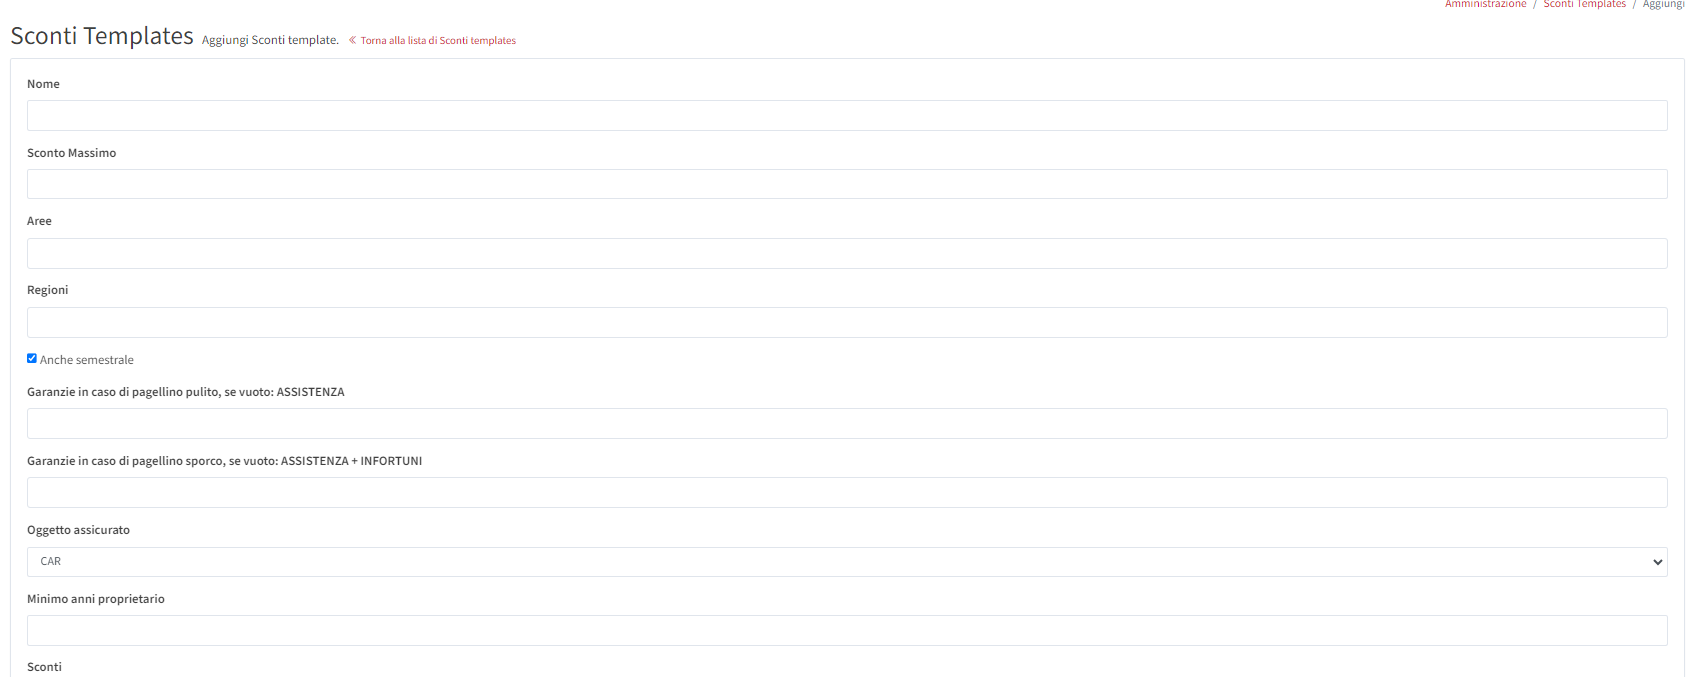 Amministrazione / Sconti Templates / Aggiungi
Sconti Templates Aggiungi Sconti template. « Torna alla lista di Sconti templates
Nome
Sconto Massimo
Aree
Regioni
Anche semestrale
Garanzie in caso di pagellino pulito, se vuoto: ASSISTENZA
Garanzie in caso di pagellino sporco, se vuoto: ASSISTENZA + INFORTUNI
Oggetto assicurato
CAR
Minimo anni proprietario
Sconti